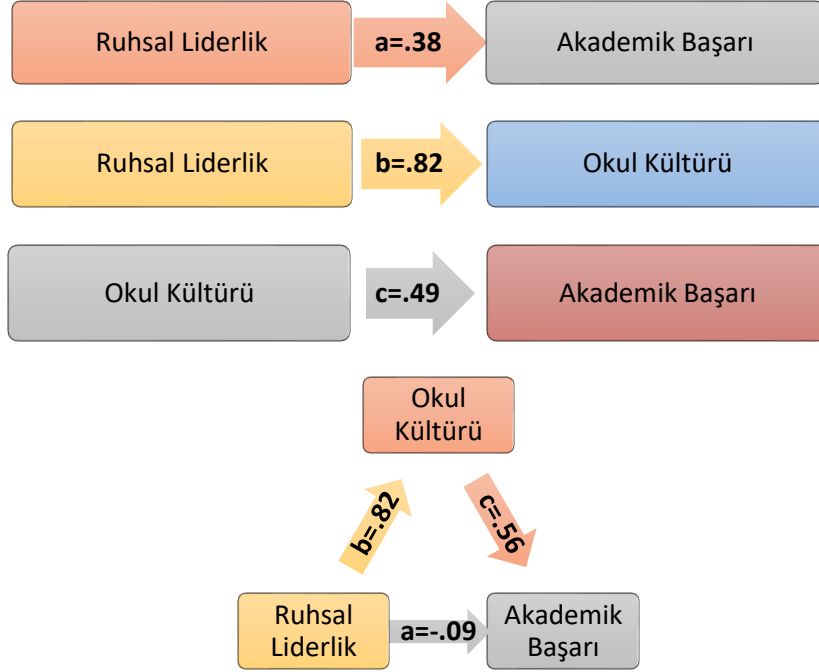 Ruhsal Liderlik
a=.38
Akademik Başarı
Ruhsal Liderlik
b=.82
Okul Kültürü
Okul Kültürü
c=.49
Akademik Başarı
Okul
Kültürü
b=.82
c=.56
Ruhsal
Liderlik
a=-.09
Akademik
Başarı